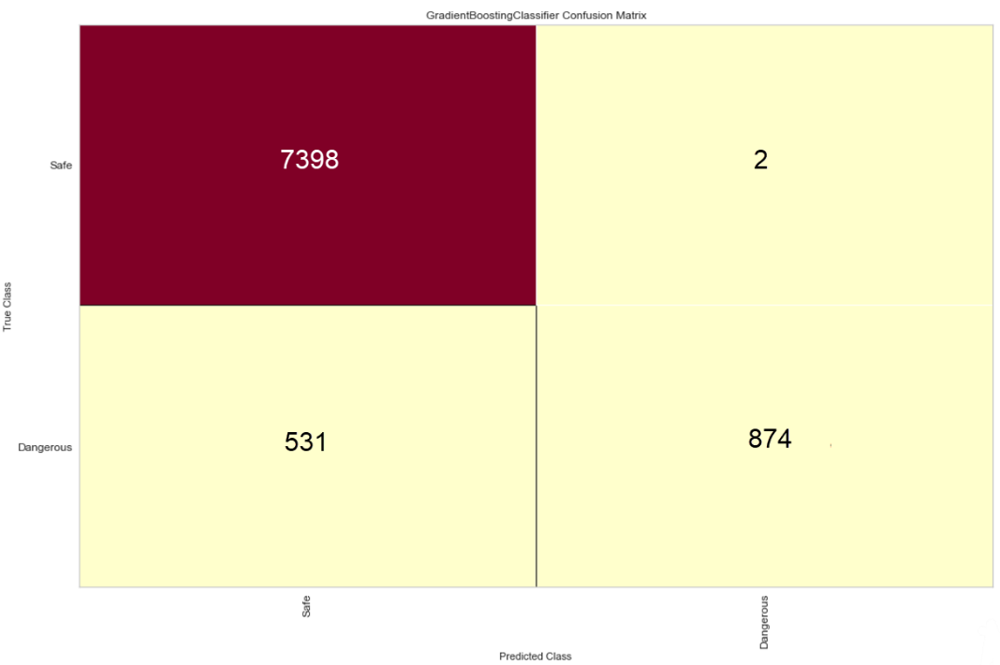 GradientBoostingClassifier Confusion Matrix
Safe
7398
2
True Class
Dangerous
531
874
Safe
Dangerous
Predicted Class